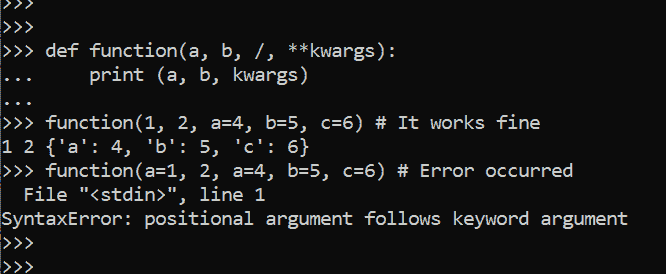 >>>
>>>
>>> def function(a, b, /, **kwargs):
...     print (a, b, kwargs)
...
>>> function(1, 2, a=4, b=5, c=6) # It works fine
1 2 {'a': 4, 'b': 5, 'c': 6}
>>> function(a=1, 2, a=4, b=5, c=6) # Error occurred
  File "<stdin>", line 1
SyntaxError: positional argument follows keyword argument
>>>
>>>